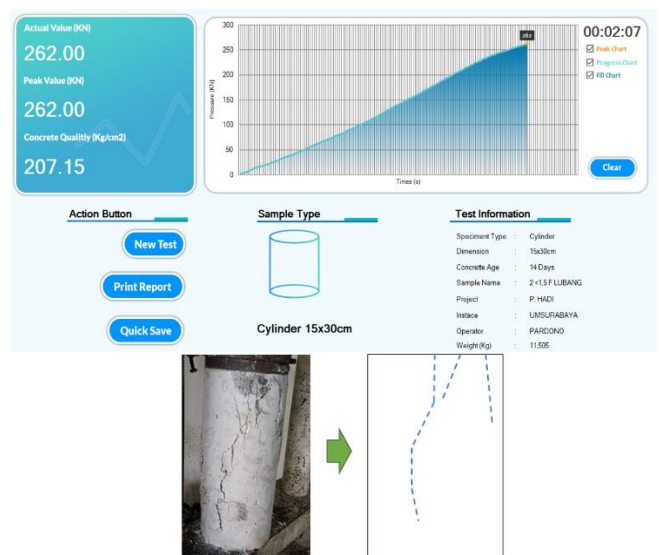 Actual Value (KN)
262.00
Peak Value (KN)
262.00
Concrete Qualitiy (Kg/cm2)
207.15
300
250
200
150
100
50
0
Pressure (KN)
Times (s)
262
00:02:07
Peak Chart
Progress Chart
Fill Chart
Clear
Action Button
New Test
Print Report
Quick Save
Sample Type
Cylinder 15x30cm
Test Information
Speciment Type : Cylinder
Dimension : 15x30cm
Concrette Age : 14 Days
Sample Name : 2 <1,5 F LUBANG
Project : P. HADI
Instace : UMSURABAYA
Operator : PARDONO
Weight(Kg) : 11,505